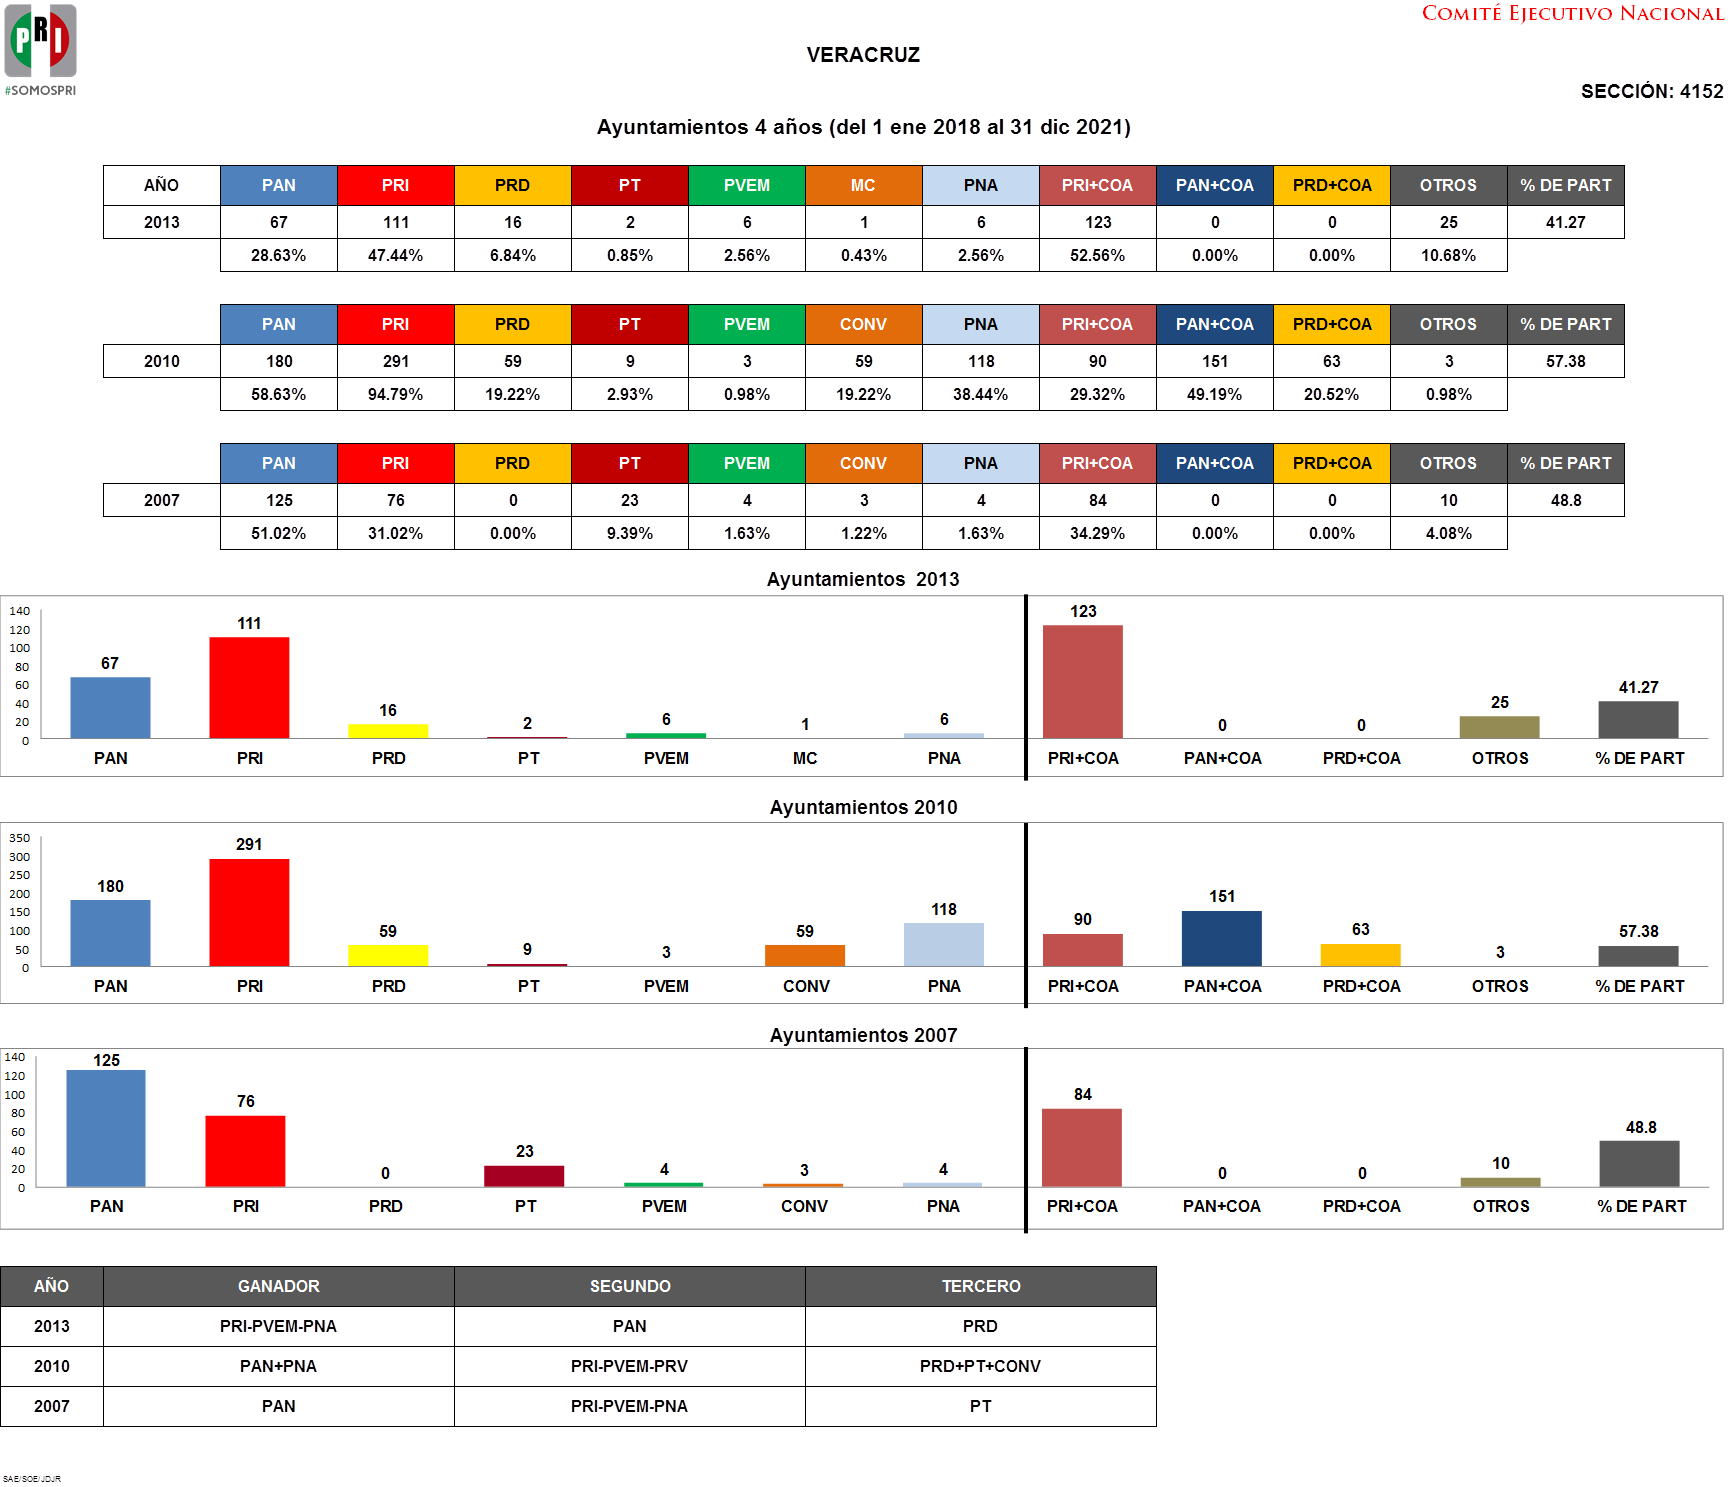 COMITÉ EJECUTIVO NACIONAL
PRI
#SOMOSPRI
VERACRUZ
SECCIÓN: 4152
Ayuntamientos 4 años (del 1 ene 2018 al 31 dic 2021)
AÑO PAN PRI PRD PT PVEM MC PNA PRI+COA PAN+COA PRD+COA OTROS % DE PART
2013 67 111 16 2 6 1 6 123 0 0 25 41.27
28.63% 47.44% 6.84% 0.85% 2.56% 0.43% 2.56% 52.56% 0.00% 0.00% 10.68%
PAN PRI PRD PT PVEM CONV PNA PRI+COA PAN+COA PRD+COA OTROS % DE PART
2010 180 291 59 9 3 59 118 90 151 63 3 57.38
58.63% 94.79% 19.22% 2.93% 0.98% 19.22% 38.44% 29.32% 49.19% 20.52% 0.98%
PAN PRI PRD PT PVEM CONV PNA PRI+COA PAN+COA PRD+COA OTROS % DE PART
2007 125 76 0 23 4 3 4 84 0 0 10 48.8
51.02% 31.02% 0.00% 9.39% 1.63% 1.22% 1.63% 34.29% 0.00% 0.00% 4.08%
Ayuntamientos 2013
140
120
100
80
60
40
20
0
67 111 16 2 6 1 6 123 0 0 25 41.27
PAN PRI PRD PT PVEM MC PNA PRI+COA PAN+COA PRD+COA OTROS % DE PART
Ayuntamientos 2010
350
300
250
200
150
100
50
0
180 291 59 9 3 59 118 90 151 63 3 57.38
PAN PRI PRD PT PVEM CONV PNA PRI+COA PAN+COA PRD+COA OTROS % DE PART
Ayuntamientos 2007
140
120
100
80
60
40
20
0
125 76 0 23 4 3 4 84 0 0 10 48.8
PAN PRI PRD PT PVEM CONV PNA PRI+COA PAN+COA PRD+COA OTROS % DE PART
AÑO GANADOR SEGUNDO TERCERO
2013 PRI-PVEM-PNA PAN PRD
2010 PAN+PNA PRI-PVEM-PRV PRD+PT+CONV
2007 PAN PRI-PVEM-PNA PT
SAE/SOE/JDJR